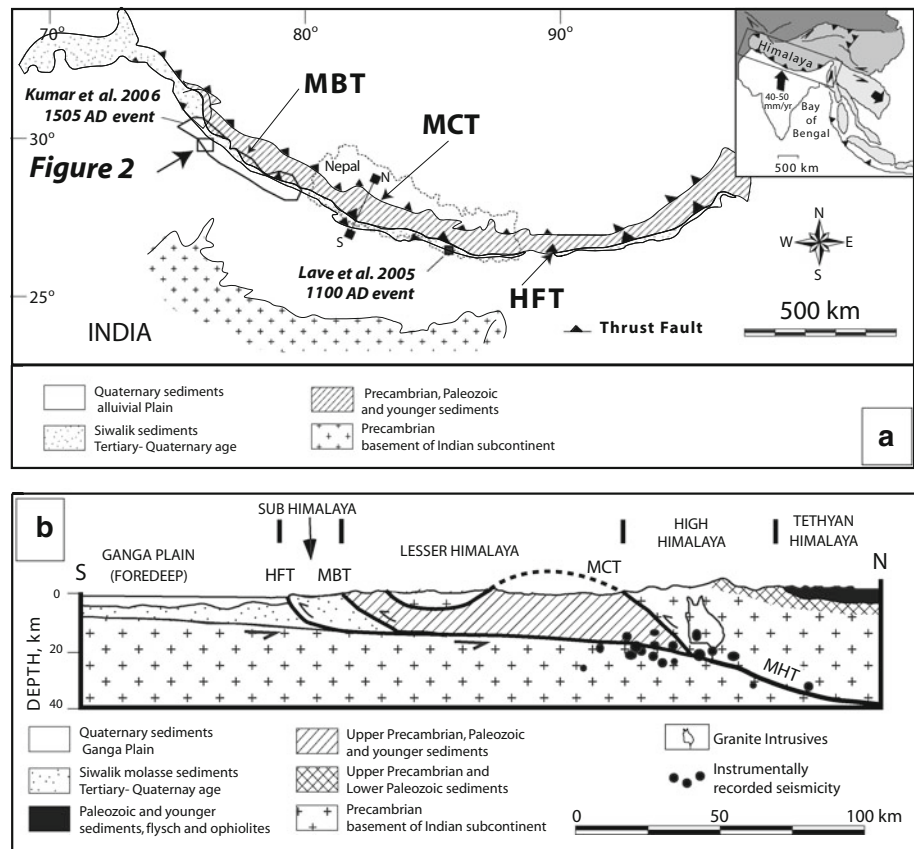 70°
80°
90°
30°
25°
Kumar et al. 2006
1505 AD event
Figure 2
MBT
MCT
Nepal
N
S
Lave et al. 2005
1100 AD event
HFT
INDIA
Thrust Fault
Himalaya
40-50
mm/yr
Bay
of
Bengal
500 km
N
W E
S
500 km
Quaternary sediments
alluivial Plain
Siwalik sediments
Tertiary- Quaternary age
Precambrian, Paleozoic
and younger sediments
Precambrian
basement of Indian subcontinent
a
b
SUB HIMALAYA
GANGA PLAIN
(FOREDEEP)
LESSER HIMALAYA
HIGH
HIMALAYA
TETHYAN
HIMALAYA
S
HFT
MBT
MCT
N
DEPTH, km
0
20
40
MHT
Quaternary sediments
Ganga Plain
Siwalik molasse sediments
Tertiary-Quaternay age
Paleozoic and younger
sediments, flysch and ophiolites
Upper Precambrian, Paleozoic
and younger sediments
Upper Precambrian and
Lower Paleozoic sediments
Precambrian
basement of Indian subcontinent
Granite Intrusives
Instrumentally
recorded seismicity
0 50 100 km